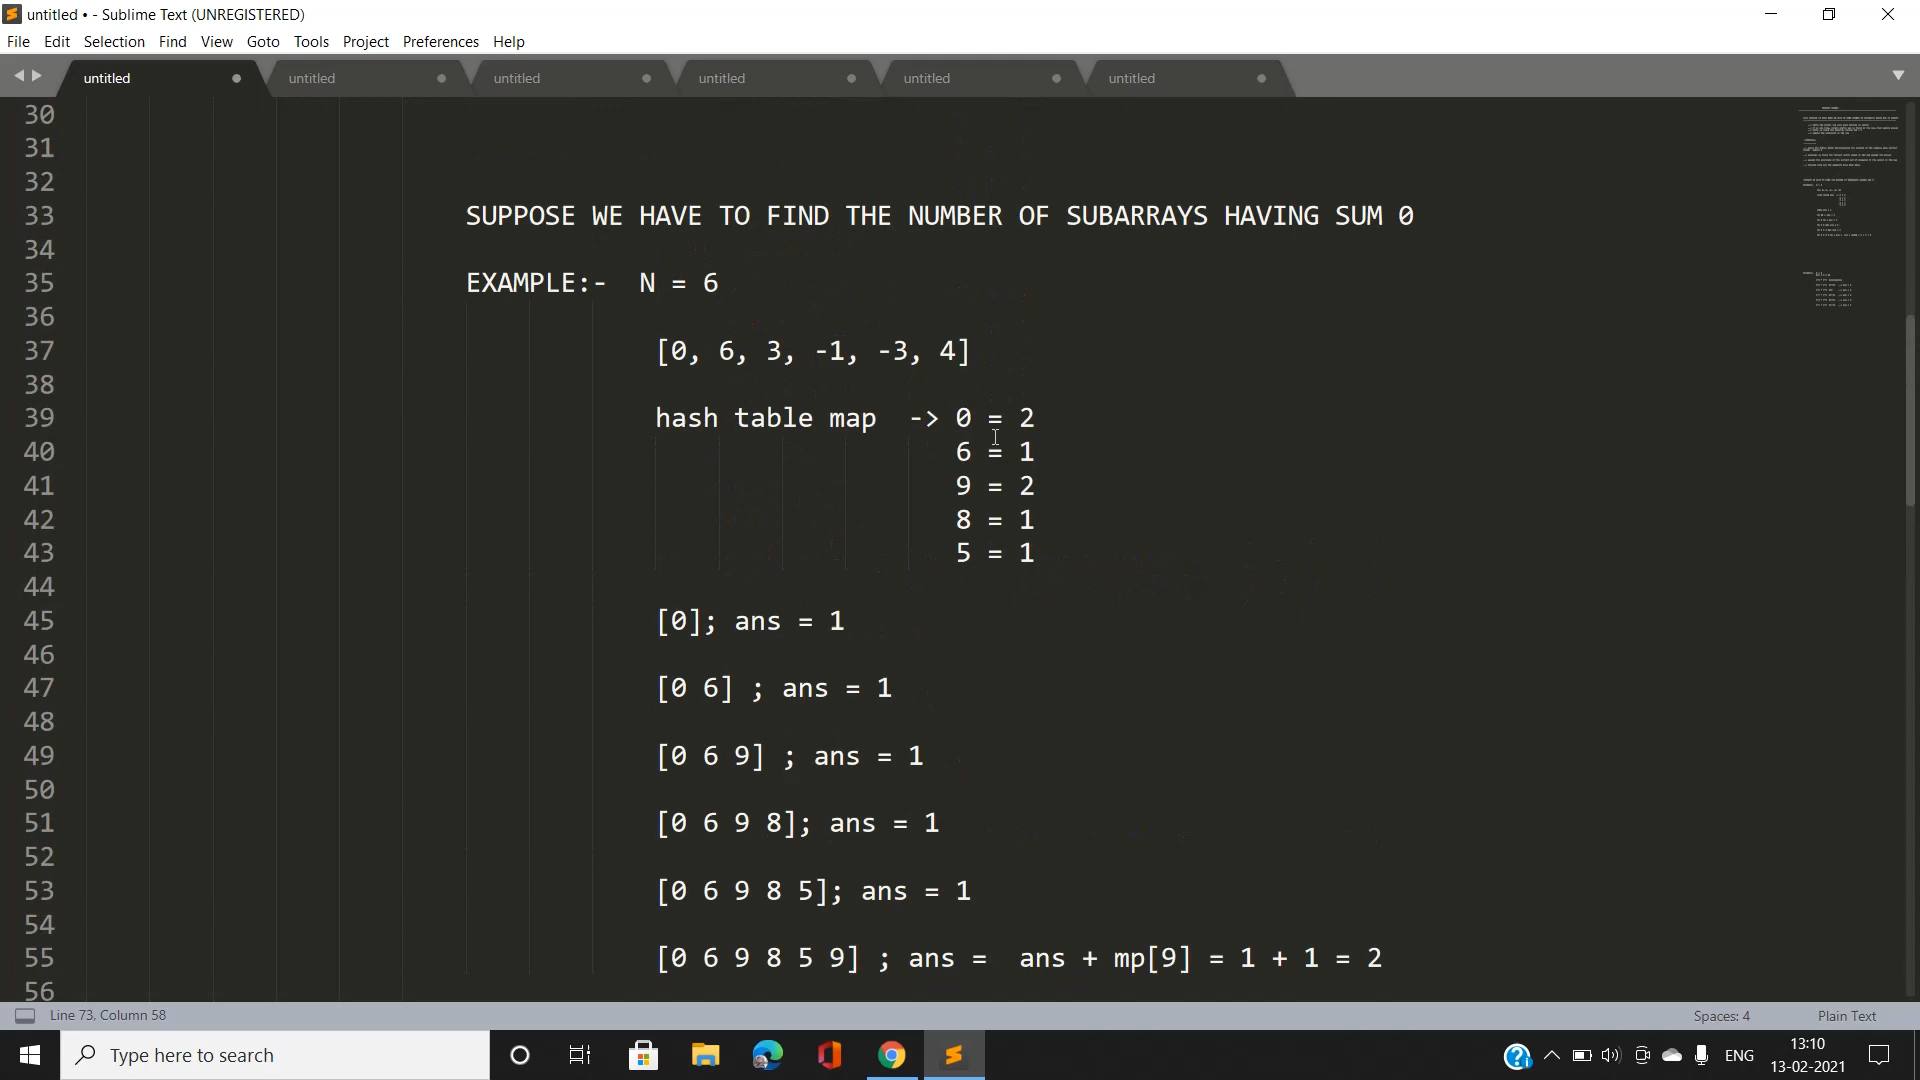 untitled • - Sublime Text (UNREGISTERED)
File Edit Selection Find View Goto Tools Project Preferences Help
untitled untitled untitled untitled untitled untitled
30
31
32
33 SUPPOSE WE HAVE TO FIND THE NUMBER OF SUBARRAYS HAVING SUM 0
34
35 EXAMPLE:- N = 6
36
37 [0, 6, 3, -1, -3, 4]
38
39 hash table map -> 0 = 2
40 6 = 1
41 9 = 2
42 8 = 1
43 5 = 1
44
45 [0]; ans = 1
46
47 [0 6] ; ans = 1
48
49 [0 6 9] ; ans = 1
50
51 [0 6 9 8]; ans = 1
52
53 [0 6 9 8 5]; ans = 1
54
55 [0 6 9 8 5 9] ; ans = ans + mp[9] = 1 + 1 = 2
56
Line 73, Column 58 Spaces: 4 Plain Text
Type here to search ENG 13:10
13-02-2021